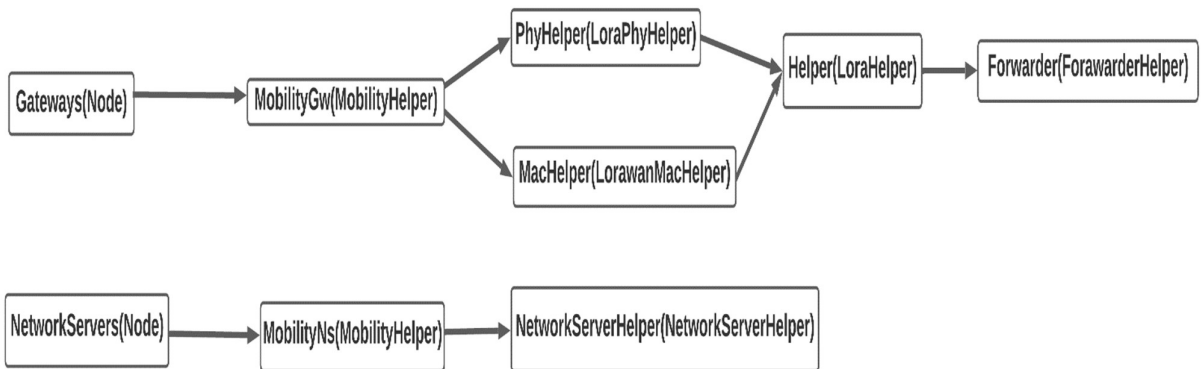 Gateways(Node)
MobilityGw(MobilityHelper)
PhyHelper(LoraPhyHelper)
MacHelper(LorawanMacHelper)
Helper(LoraHelper)
Forwarder(ForawarderHelper)
NetworkServers(Node)
MobilityNs(MobilityHelper)
NetworkServerHelper(NetworkServerHelper)